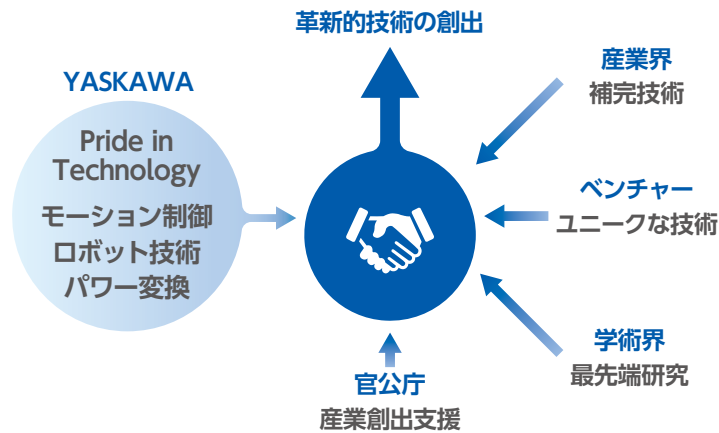 革新的技術の創出
YASKAWA
Pride in
Technology
モーション制御
ロボット技術
パワー変換
産業界
補完技術
ベンチャー
ユニークな技術
学術界
最先端研究
官公庁
産業創出支援